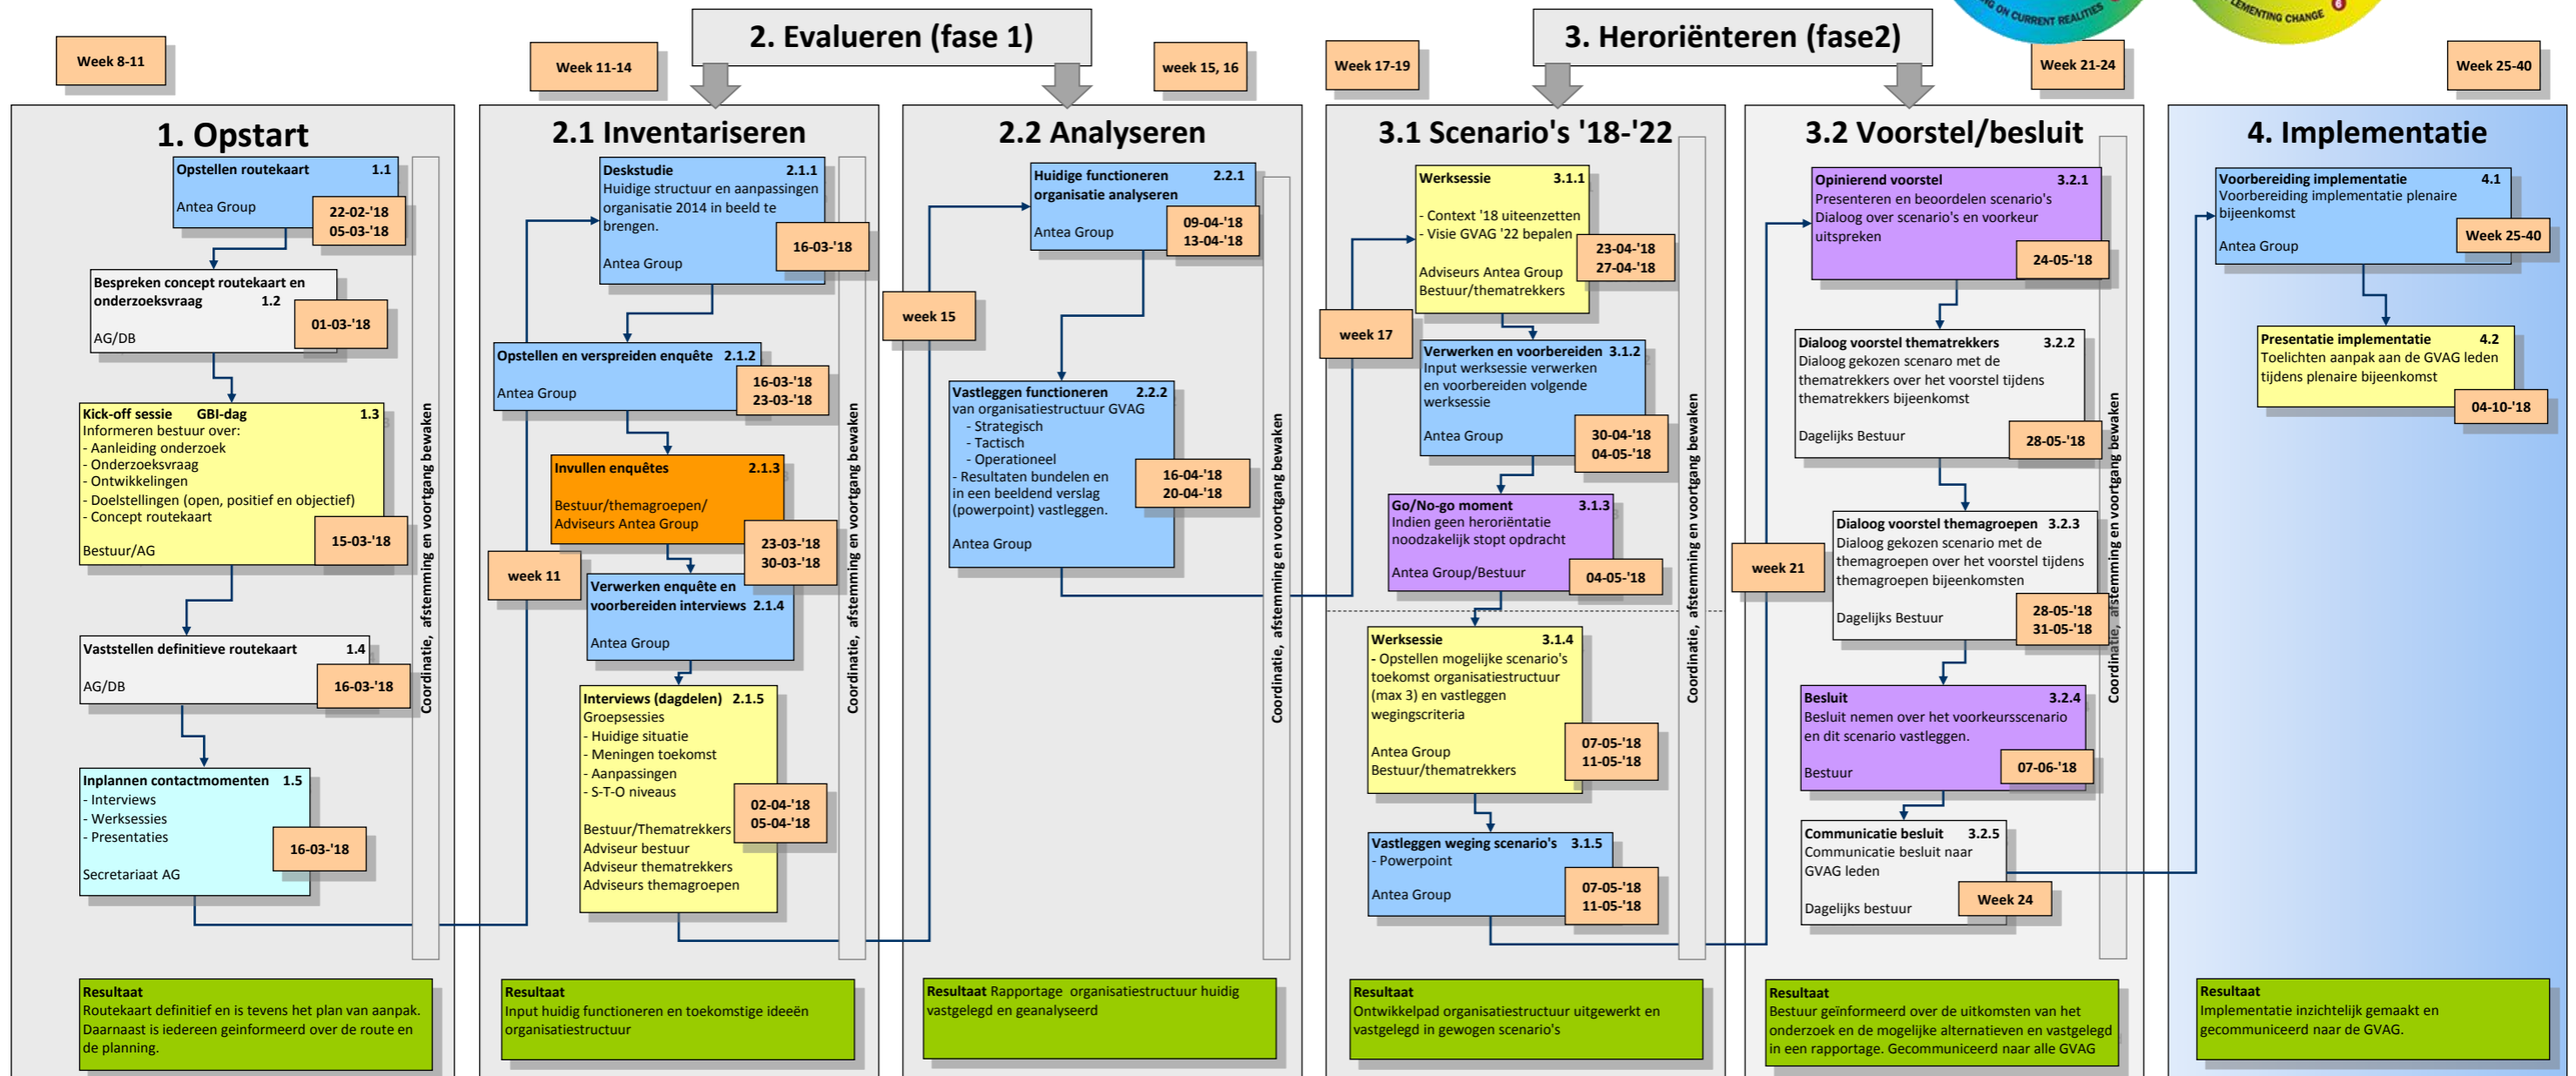 NG ON CURRENT REALITIES
LEMENTING CHANGE 6
2. Evalueren (fase 1)
3. Heroriënteren (fase2)
Week 8-11
Week 11-14
week 15, 16
Week 17-19
Week 21-24
Week 25-40
1. Opstart
Opstellen routekaart 1.1
Antea Group
22-02-'18
05-03-'18
Bespreken concept routekaart en
onderzoeksvraag 1.2
AG/DB
01-03-'18
Kick-off sessie GBI-dag 1.3
Informeren bestuur over:
- Aanleiding onderzoek
- Onderzoeksvraag
- Ontwikkelingen
- Doelstellingen (open, positief en objectief)
- Concept routekaart
Bestuur/AG
15-03-'18
Vaststellen definitieve routekaart 1.4
AG/DB
16-03-'18
Inplannen contactmomenten 1.5
- Interviews
- Werksessies
- Presentaties
Secretariaat AG
16-03-'18
Coordinatie, afstemming en voortgang bewaken
Resultaat
Routekaart definitief en is tevens het plan van aanpak.
Daarnaast is iedereen geinformeerd over de route en
de planning.
2.1 Inventariseren
Deskstudie 2.1.1
Huidige structuur en aanpassingen
organisatie 2014 in beeld te
brengen.
Antea Group
16-03-'18
Opstellen en verspreiden enquête 2.1.2
Antea Group
16-03-'18
23-03-'18
Invullen enquêtes 2.1.3
Bestuur/themagroepen/
Adviseurs Antea Group
23-03-'18
30-03-'18
week 11
Verwerken enquête en
voorbereiden interviews 2.1.4
Antea Group
Interviews (dagdelen) 2.1.5
Groepsessies
- Huidige situatie
- Meningen toekomst
- Aanpassingen
- S-T-O niveaus
Bestuur/Thematrekkers
Adviseur bestuur
Adviseur thematrekkers
Adviseurs themagroepen
02-04-'18
05-04-'18
Coordinatie, afstemming en voortgang bewaken
Resultaat
Input huidig functioneren en toekomstige ideeën
organisatiestructuur
2.2 Analyseren
Huidige functioneren 2.2.1
organisatie analyseren
Antea Group
09-04-'18
13-04-'18
week 15
Vastleggen functioneren 2.2.2
van organisatiestructuur GVAG
- Strategisch
- Tactisch
- Operationeel
- Resultaten bundelen en
in een beeldend verslag
(powerpoint) vastleggen.
Antea Group
16-04-'18
20-04-'18
Coordinatie, afstemming en voortgang bewaken
Resultaat Rapportage organisatiestructuur huidig
vastgelegd en geanalyseerd
3.1 Scenario's '18-'22
Werksessie 3.1.1
- Context '18 uiteenzetten
- Visie GVAG '22 bepalen
Adviseurs Antea Group
Bestuur/thematrekkers
23-04-'18
27-04-'18
week 17
Verwerken en voorbereiden 3.1.2
Input werksessie verwerken
en voorbereiden volgende
werksessie
Antea Group
30-04-'18
04-05-'18
Go/No-go moment 3.1.3
Indien geen heroriëntatie
noodzakelijk stopt opdracht
Antea Group/Bestuur
04-05-'18
Werksessie 3.1.4
- Opstellen mogelijke scenario's
toekomst organisatiestructuur
(max 3) en vastleggen
wegingscriteria
Antea Group
Bestuur/thematrekkers
07-05-'18
11-05-'18
Vastleggen weging scenario's 3.1.5
- Powerpoint
Antea Group
07-05-'18
11-05-'18
Coordinatie, afstemming en voortgang bewaken
Resultaat
Ontwikkelpad organisatiestructuur uitgewerkt en
vastgelegd in gewogen scenario's
3.2 Voorstel/besluit
Opinierend voorstel 3.2.1
Presenteren en beoordelen scenario's
Dialoog over scenario's en voorkeur
uitspreken
24-05-'18
Dialoog voorstel thematrekkers 3.2.2
Dialoog gekozen scenaro met de
thematrekkers over het voorstel tijdens
thematrekkers bijeenkomst
Dagelijks Bestuur
28-05-'18
Dialoog voorstel themagroepen 3.2.3
Dialoog gekozen scenario met de
themagroepen over het voorstel tijdens
themagroepen bijeenkomsten
Dagelijks Bestuur
28-05-'18
31-05-'18
week 21
Besluit 3.2.4
Besluit nemen over het voorkeursscenario
en dit scenario vastleggen.
Bestuur
07-06-'18
Communicatie besluit 3.2.5
Communicatie besluit naar
GVAG leden
Dagelijks bestuur
Week 24
Coordinatie, afstemming en voortgang bewaken
Resultaat
Bestuur geïnformeerd over de uitkomsten van het
onderzoek en de mogelijke alternatieven en vastgelegd
in een rapportage. Gecommuniceerd naar alle GVAG
4. Implementatie
Voorbereiding implementatie 4.1
Voorbereiding implementatie plenaire
bijeenkomst
Antea Group
Week 25-40
Presentatie implementatie 4.2
Toelichten aanpak aan de GVAG leden
tijdens plenaire bijeenkomst
04-10-'18
Resultaat
Implementatie inzichtelijk gemaakt en
gecommuniceerd naar de GVAG.